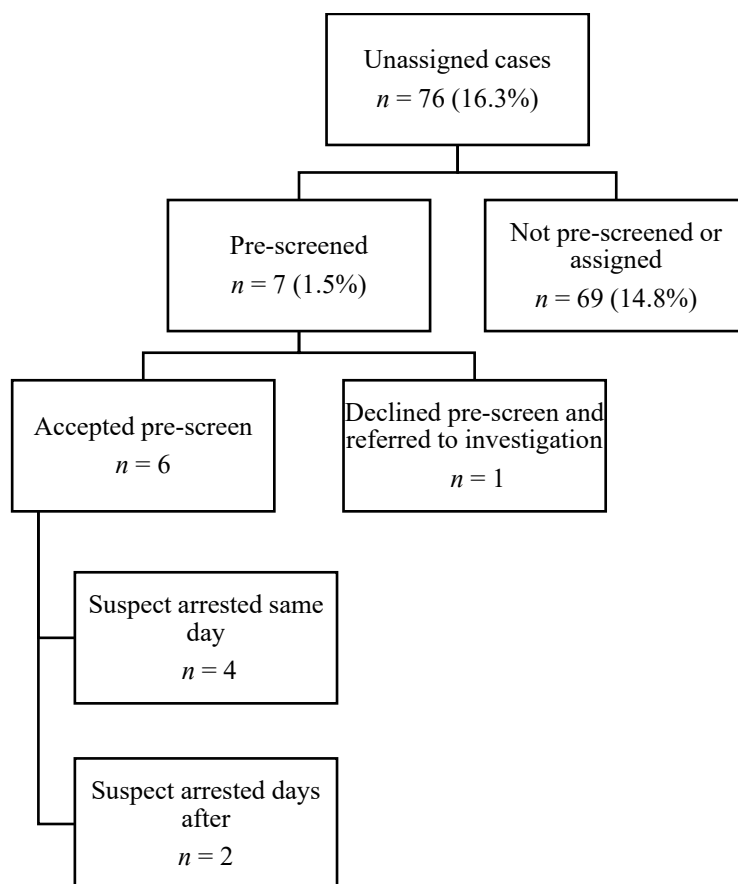 Unassigned cases
n = 76 (16.3%)
Pre-screened
n = 7 (1.5%)
Not pre-screened or
assigned
n = 69 (14.8%)
Accepted pre-screen
n = 6
Declined pre-screen and
referred to investigation
n = 1
Suspect arrested same
day
n = 4
Suspect arrested days
after
n = 2